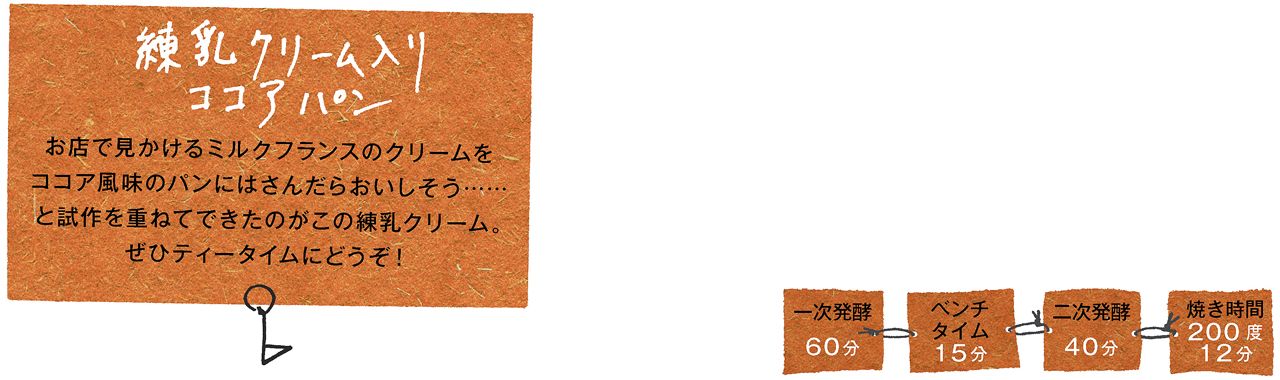 練乳クリーム入り
ココアパン
お店で見かけるミルクフランスのクリームを
ココア風味のパンにはさんだらおいしそう……
と試作を重ねてできたのがこの練乳クリーム。
ぜひティータイムにどうぞ！
一次発酵
60分
ベンチ
タイム
15分
二次発酵
40分
焼き時間
200度
12分